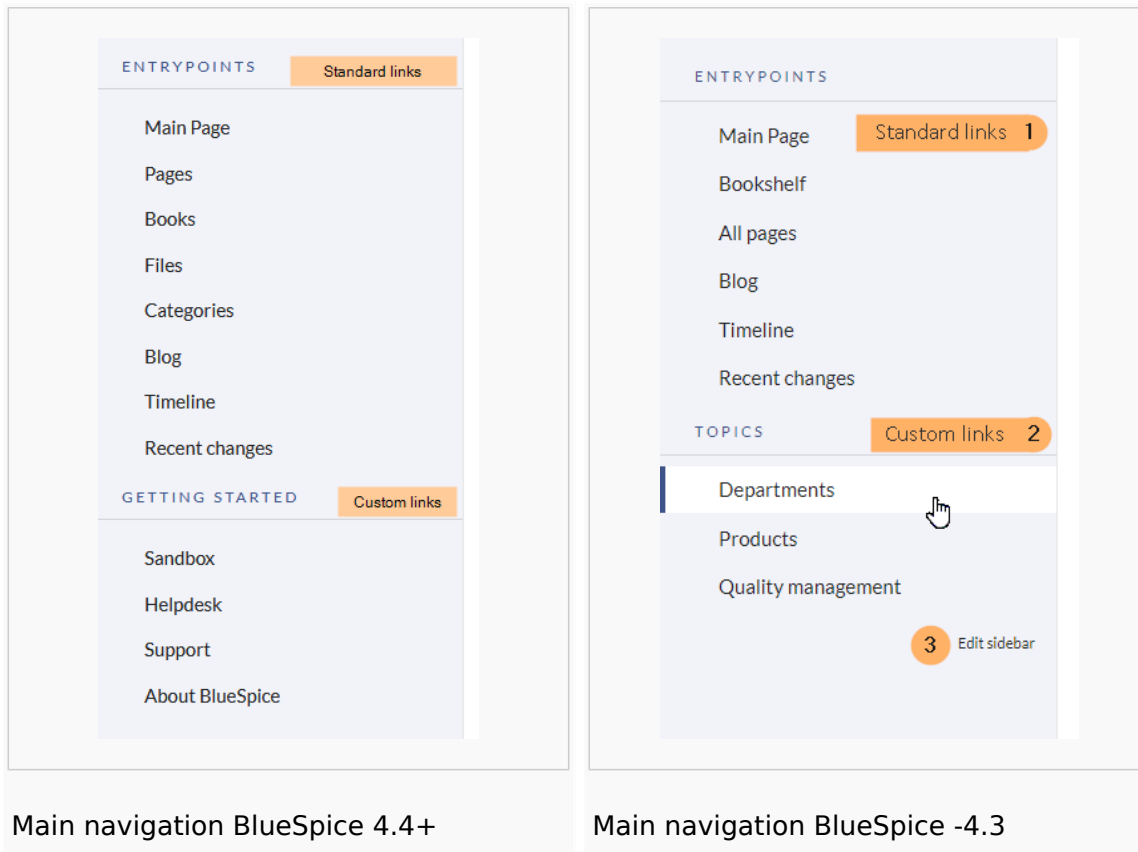 ENTRYPOINTS
Standard links
Main Page
Pages
Books
Files
Categories
Blog
Timeline
Recent changes
GETTING STARTED
Custom links
Sandbox
Helpdesk
Support
About BlueSpice
Main navigation BlueSpice 4.4+
ENTRYPOINTS
Main Page
Standard links 1
Bookshelf
All pages
Blog
Timeline
Recent changes
TOPICS
Custom links 2
Departments
Products
Quality management
3 Edit sidebar
Main navigation BlueSpice -4.3